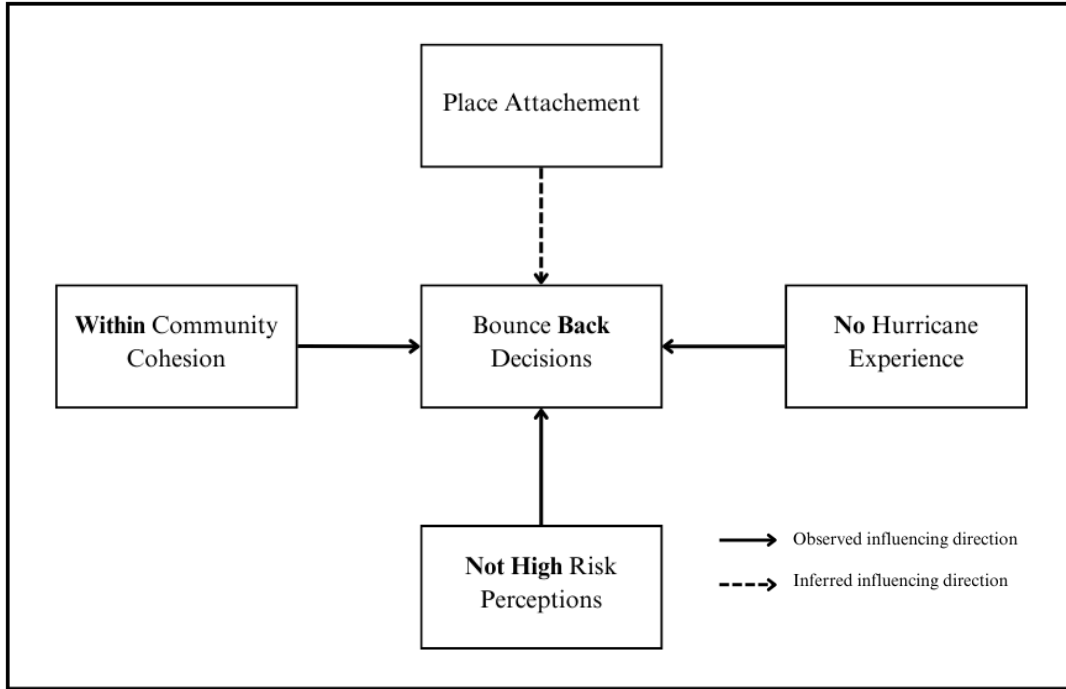 Place Attachement
Within Community
Cohesion
Bounce Back
Decisions
No Hurricane
Experience
Not High Risk
Perceptions
Observed influencing direction
Inferred influencing direction